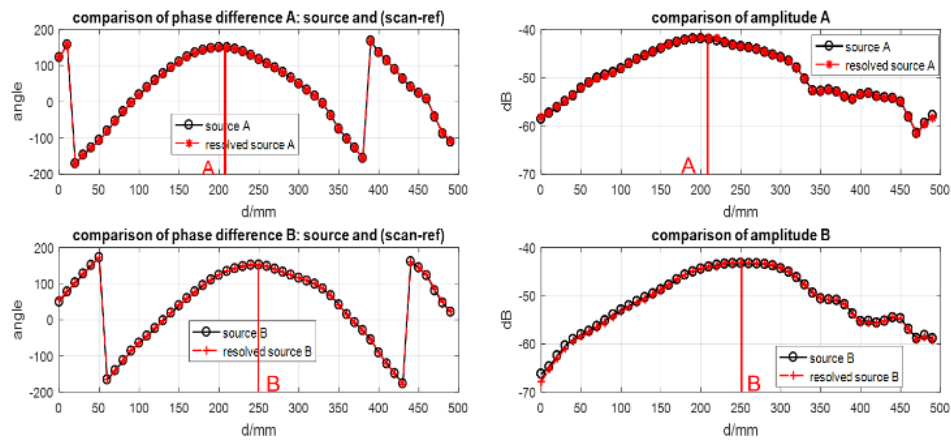 comparison of phase difference A: source and (scan-ref)
200
100
0
-100
-200
angle
source A
resolved source A
A
0 50 100 150 200 250 300 350 400 450 500
d/mm
comparison of amplitude A
-40
-50
-60
-70
dB
source A
resolved source A
A
0 50 100 150 200 250 300 350 400 450 500
d/mm
comparison of phase difference B: source and (scan-ref)
200
100
0
-100
-200
angle
source B
resolved source B
B
0 50 100 150 200 250 300 350 400 450 500
d/mm
comparison of amplitude B
-40
-50
-60
-70
dB
source B
resolved source B
B
0 50 100 150 200 250 300 350 400 450 500
d/mm